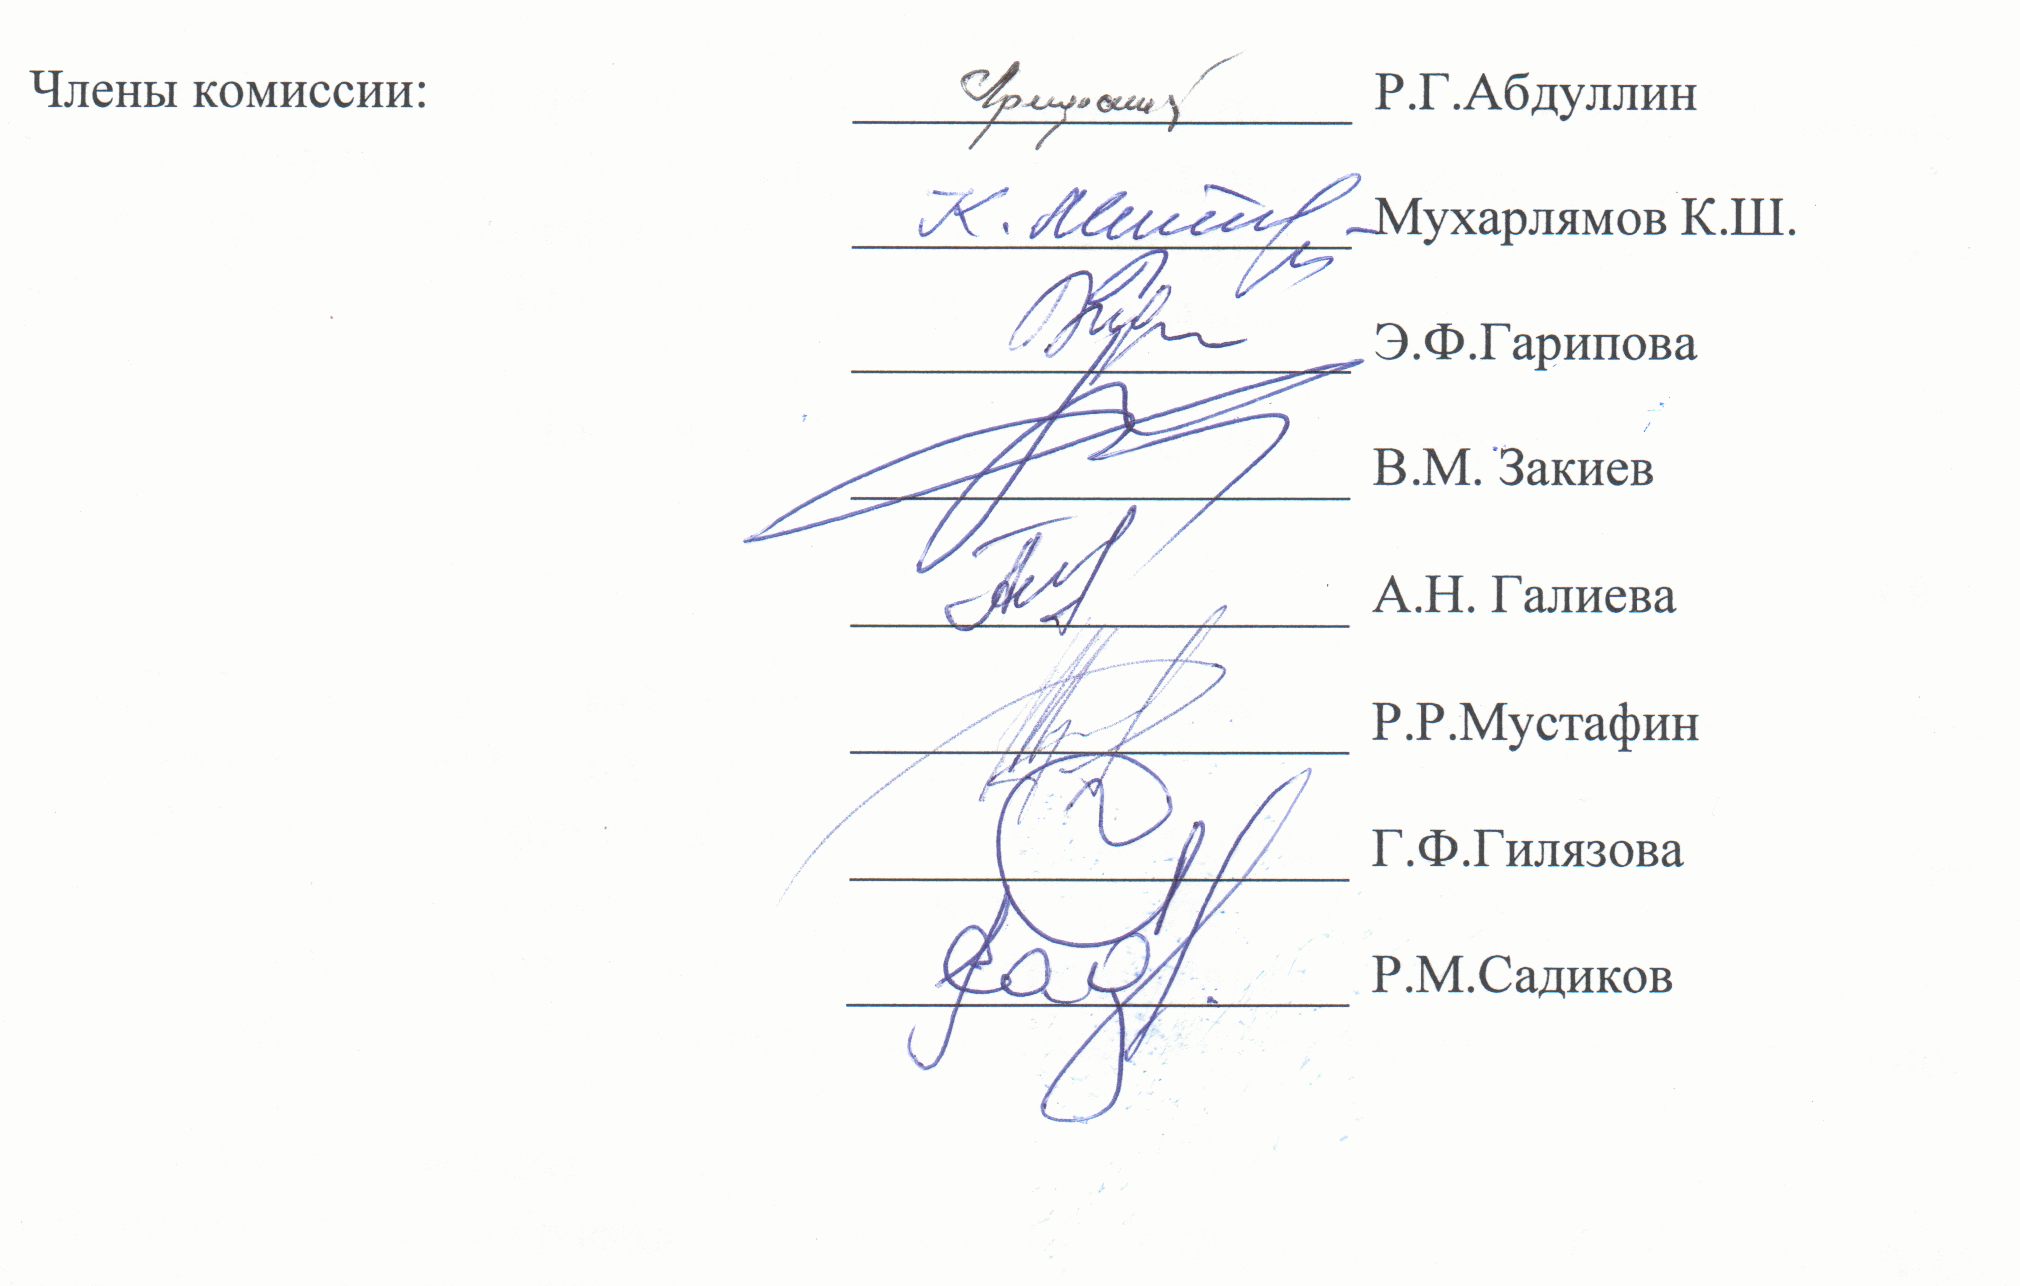 Члены комиссии: Р.Г.Абдуллин
Мухарлямов К.Ш.
Э.Ф.Гарипова
В.М. Закиев
А.Н. Галиева
Р.Р.Мустафин
Г.Ф.Гилязова
Р.М.Садиков